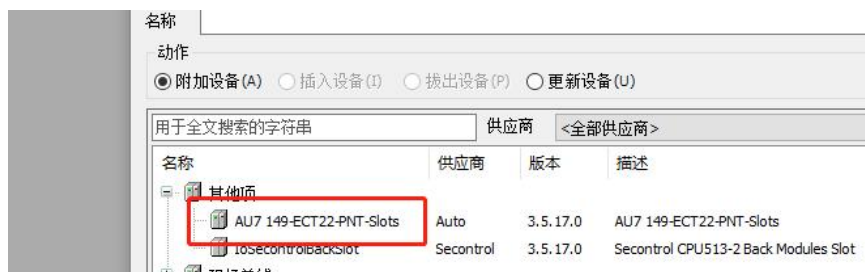 名称
动作
附加设备(A) 插入设备(I) 拔出设备(P) 更新设备(U)
用于全文搜索的字符串 供应商 <全部供应商>
名称 供应商 版本 描述
其他项
AU7 149-ECT22-PNT-Slots Auto 3.5.17.0 AU7 149-ECT22-PNT-Slots
IoSecontrolBackSlot Secontrol 3.5.17.0 Secontrol CPU513-2 Back Modules Slot